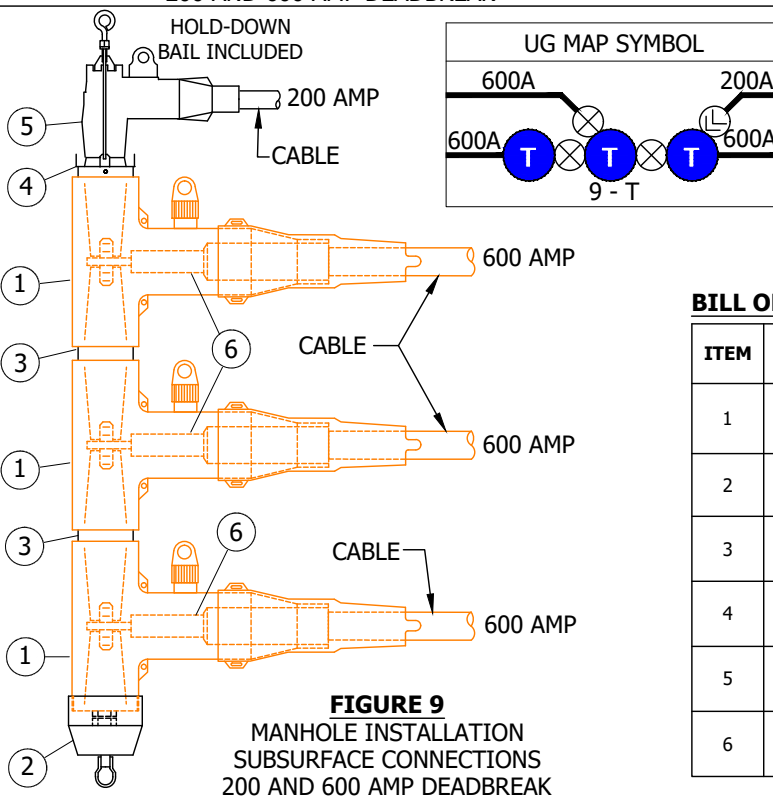 HOLD-DOWN
BAIL INCLUDED
200 AMP
CABLE
5
4
1
600 AMP
3
6
CABLE
1
600 AMP
3
6
CABLE
600 AMP
1
2
FIGURE 9
MANHOLE INSTALLATION
SUBSURFACE CONNECTIONS
200 AND 600 AMP DEADBREAK
UG MAP SYMBOL
600A
200A
600A
T
T
T
600A
9 - T
ITEM
1
2
3
4
5
6